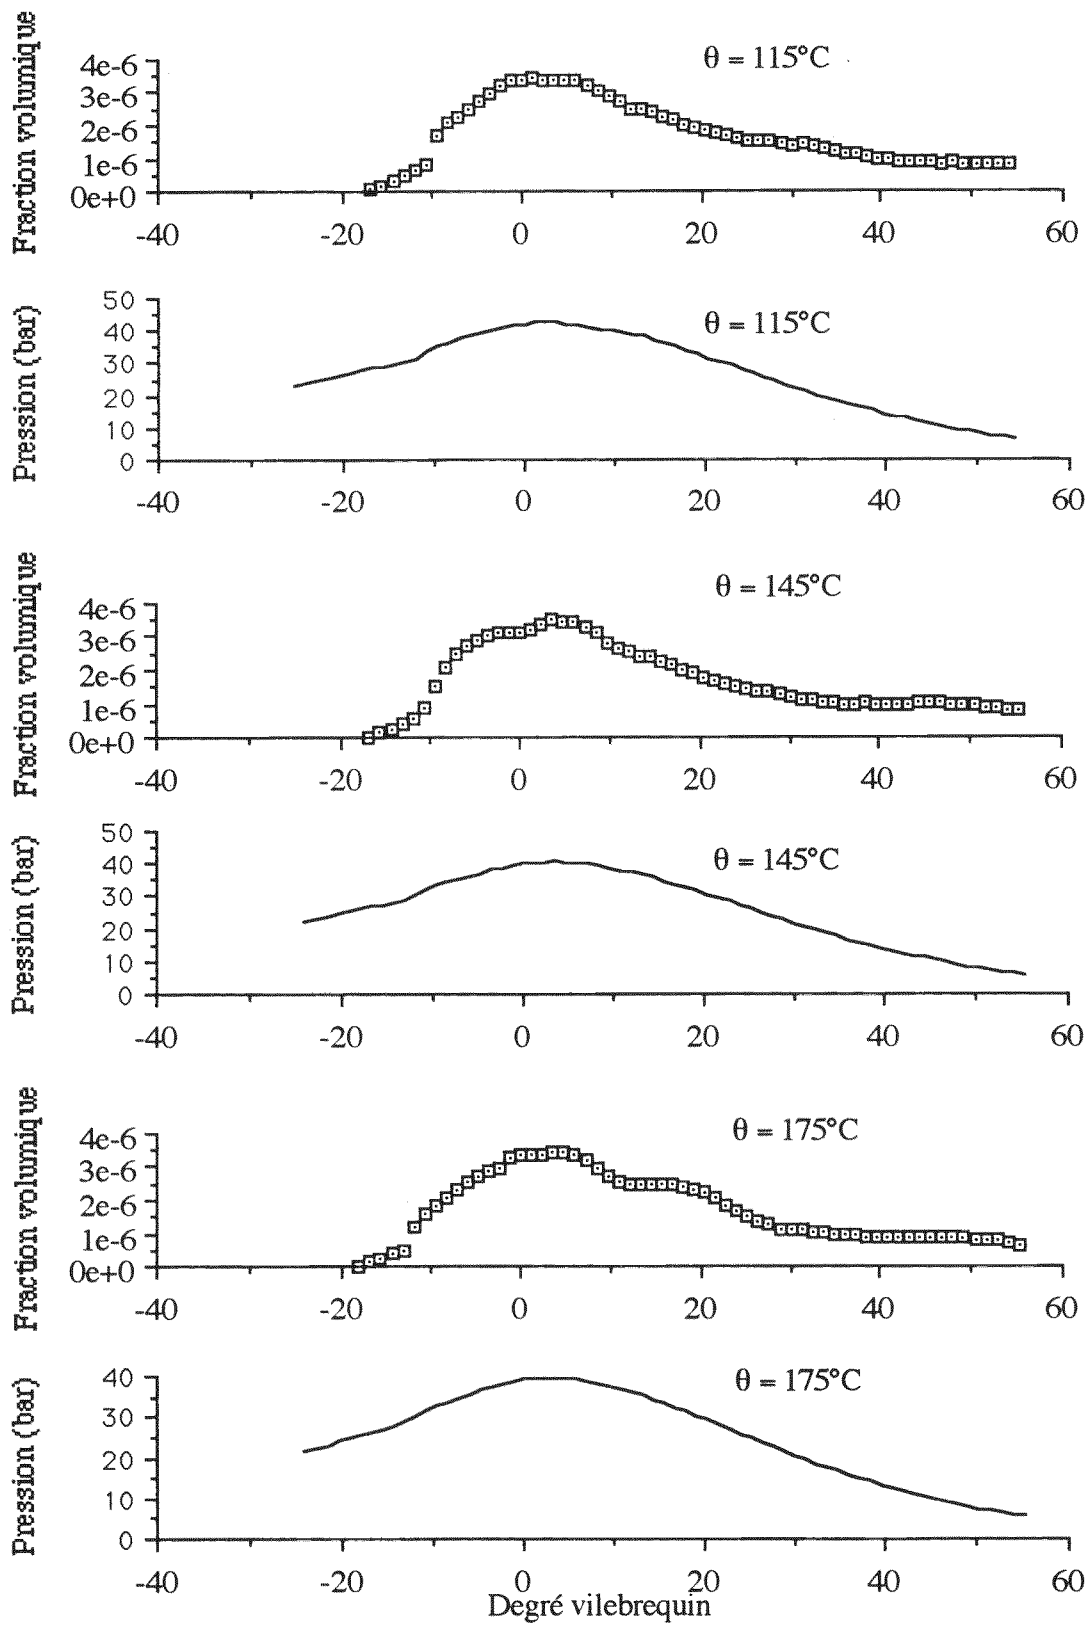 Fraction volumique
θ = 115°C
4e-6
3e-6
2e-6
1e-6
0e+0
-40 -20 0 20 40 60
Pression (bar)
θ = 115°C
50
40
30
20
10
0
-40 -20 0 20 40 60
Fraction volumique
θ = 145°C
4e-6
3e-6
2e-6
1e-6
0e+0
-40 -20 0 20 40 60
Pression (bar)
θ = 145°C
50
40
30
20
10
0
-40 -20 0 20 40 60
Fraction volumique
θ = 175°C
4e-6
3e-6
2e-6
1e-6
0e+0
-40 -20 0 20 40 60
Pression (bar)
θ = 175°C
40
30
20
10
0
-40 -20 0 20 40 60
Degré vilebrequin